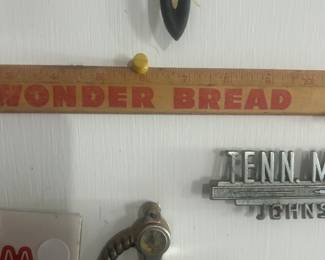 WONDER BREAD
TENN. M
JOHNS